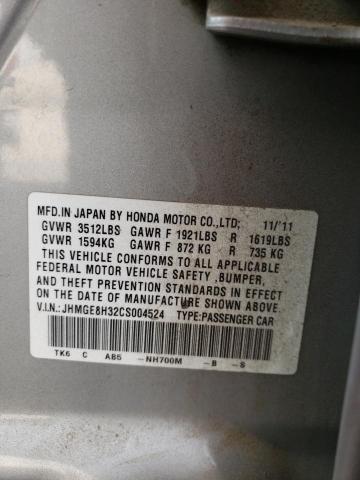 MFD.IN JAPAN BY HONDA MOTOR CO.,LTD; 11/'11
GVWR 3512LBS GAWR F 1921LBS R 1619LBS
GVWR 1594KG GAWR F 872 KG R 735 KG
THIS VEHICLE CONFORMS TO ALL APPLICABLE
FEDERAL MOTOR VEHICLE SAFETY ,BUMPER,
AND THEFT PREVENTION STANDARDS IN EFFECT
ON THE DATE OF MANUFACTURE SHOWN ABOVE.
V.I.N.: JHMGE8H32CS004524 TYPE:PASSENGER CAR
TK6 C AB5 -NH700M -B -S